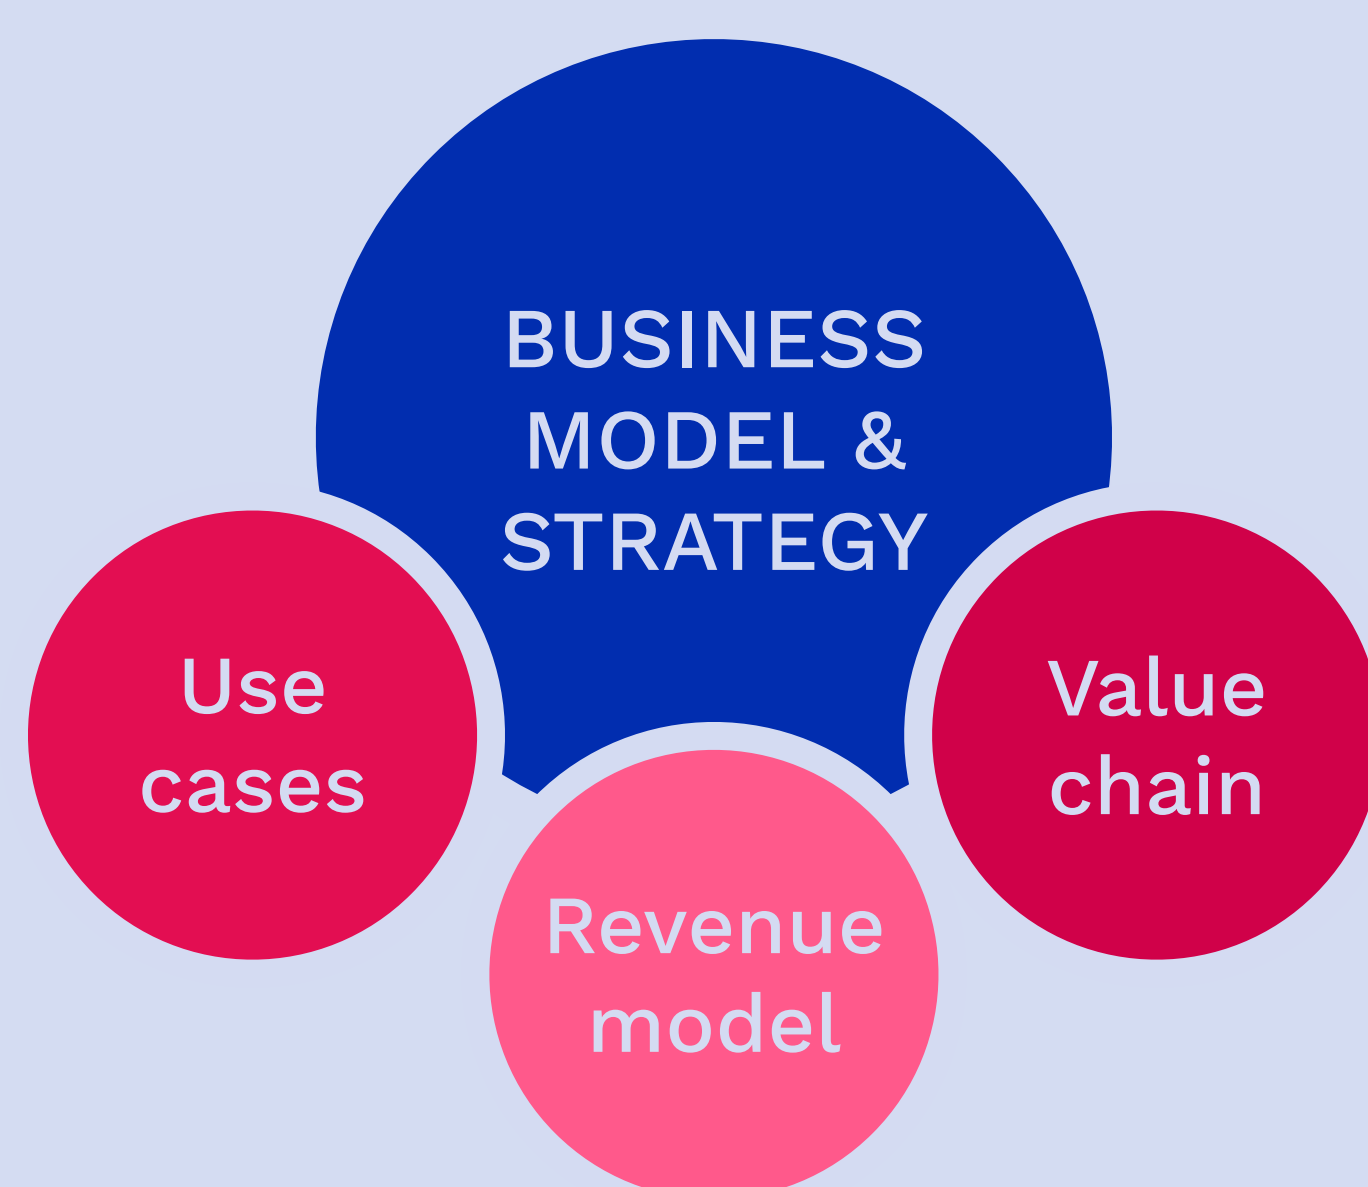 BUSINESS
MODEL &
STRATEGY
Use
cases
Value
chain
Revenue
model